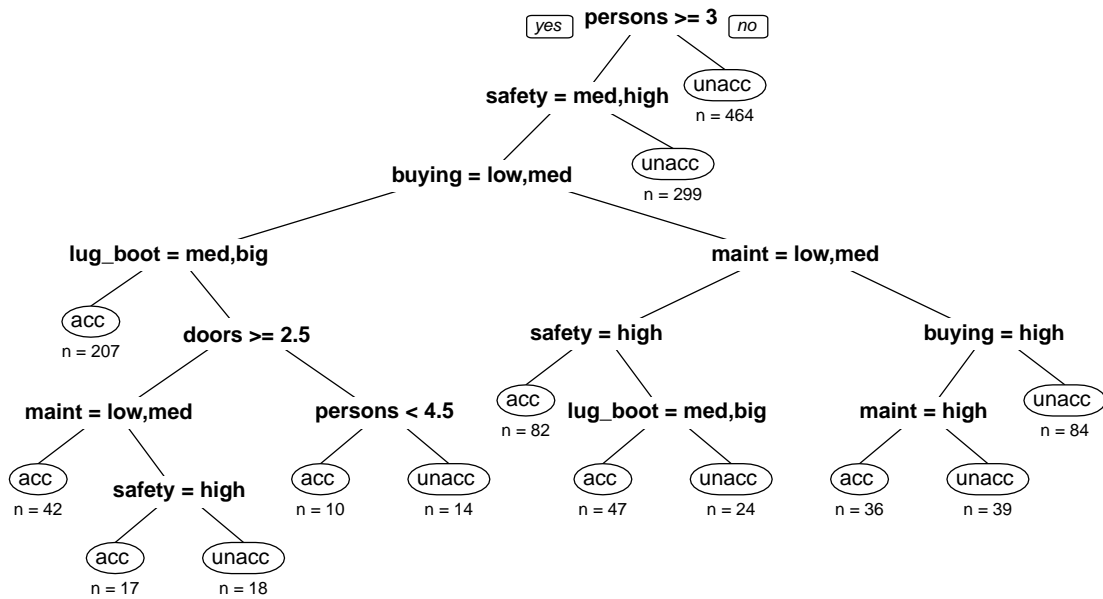 yes persons >= 3 no
unacc
safety = med,high
n = 464
unacc
buying = low,med
n = 299
lug_boot = med,big maint = low,med
acc
doors >= 2.5 safety = high buying = high
n = 207
acc unacc
maint = low,med persons < 4.5 lug_boot = med,big maint = high
n = 82 n = 84
acc acc unacc acc unacc acc unacc
safety = high
n = 42 n = 10 n = 14 n = 47 n = 24 n = 36 n = 39
acc unacc
n = 17 n = 18